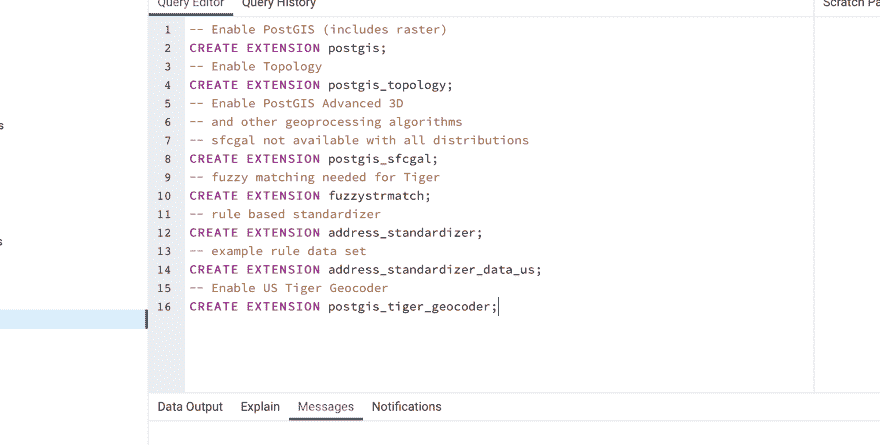 Query Editor Query History Scratch Pa
1 -- Enable PostGIS (includes raster)
2 CREATE EXTENSION postgis;
3 -- Enable Topology
4 CREATE EXTENSION postgis_topology;
5 -- Enable PostGIS Advanced 3D
6 -- and other geoprocessing algorithms
7 -- sfcgal not available with all distributions
8 CREATE EXTENSION postgis_sfcgal;
9 -- fuzzy matching needed for Tiger
10 CREATE EXTENSION fuzzystrmatch;
11 -- rule based standardizer
12 CREATE EXTENSION address_standardizer;
13 -- example rule data set
14 CREATE EXTENSION address_standardizer_data_us;
15 -- Enable US Tiger Geocoder
16 CREATE EXTENSION postgis_tiger_geocoder;
s
s
Data Output Explain Messages Notifications